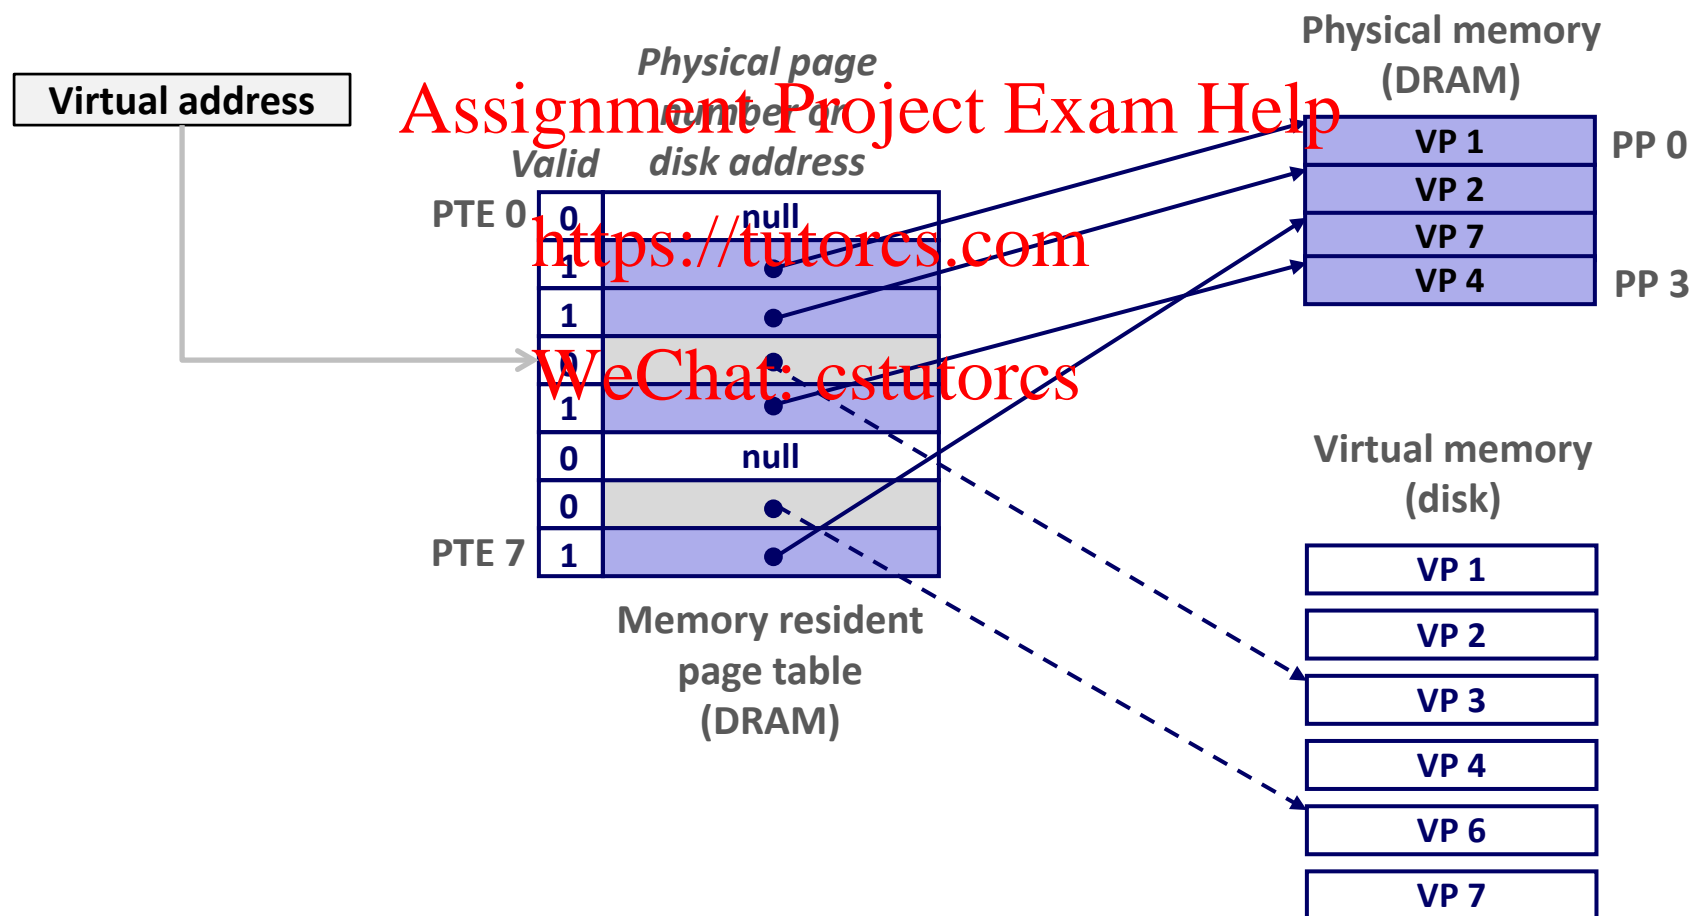 Physical memory
(DRAM)
Virtual address
Physical page
number or
disk address
Assignment Project Exam Help
Valid
VP 1
PP 0
VP 2
VP 7
VP 4
PP 3
PTE 0
0
null
https://tutorcs.com
1
1
0
WeChat: cstutorcs
1
0
null
0
PTE 7
1
Memory resident
page table
(DRAM)
Virtual memory
(disk)
VP 1
VP 2
VP 3
VP 4
VP 6
VP 7